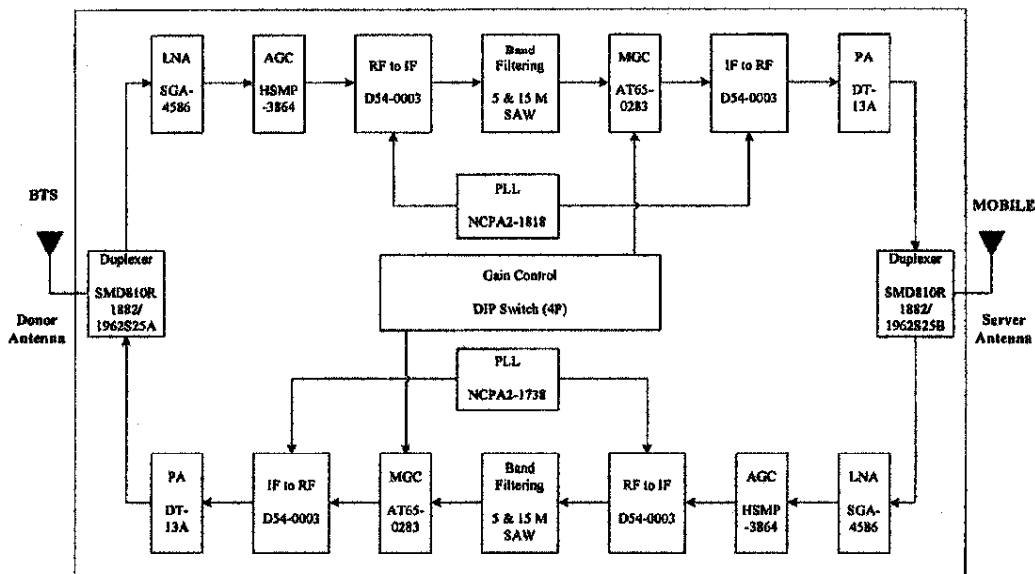 LNA
SGA-
4586
AGC
HSMP
-3864
RF to IF
D54-0003
Band
Filtering
5 & 15 M
SAW
MGC
AT65-
0283
IF to RF
D54-0003
PA
DT-
13A
PLL
NCPA2-1818
BTS
MOBILE
Duplexer
SMD810R
1882/
1962S25A
Donor
Antenna
Gain Control
DIP Switch (4P)
Duplexer
SMD810R
1882/
1962S25B
Server
Antenna
PLL
NCPA2-1738
PA
DT-
13A
IF to RF
D54-0003
MGC
AT65-
0283
Band
Filtering
5 & 15 M
SAW
RF to IF
D54-0003
AGC
HSMP
-3864
LNA
SGA-
4586